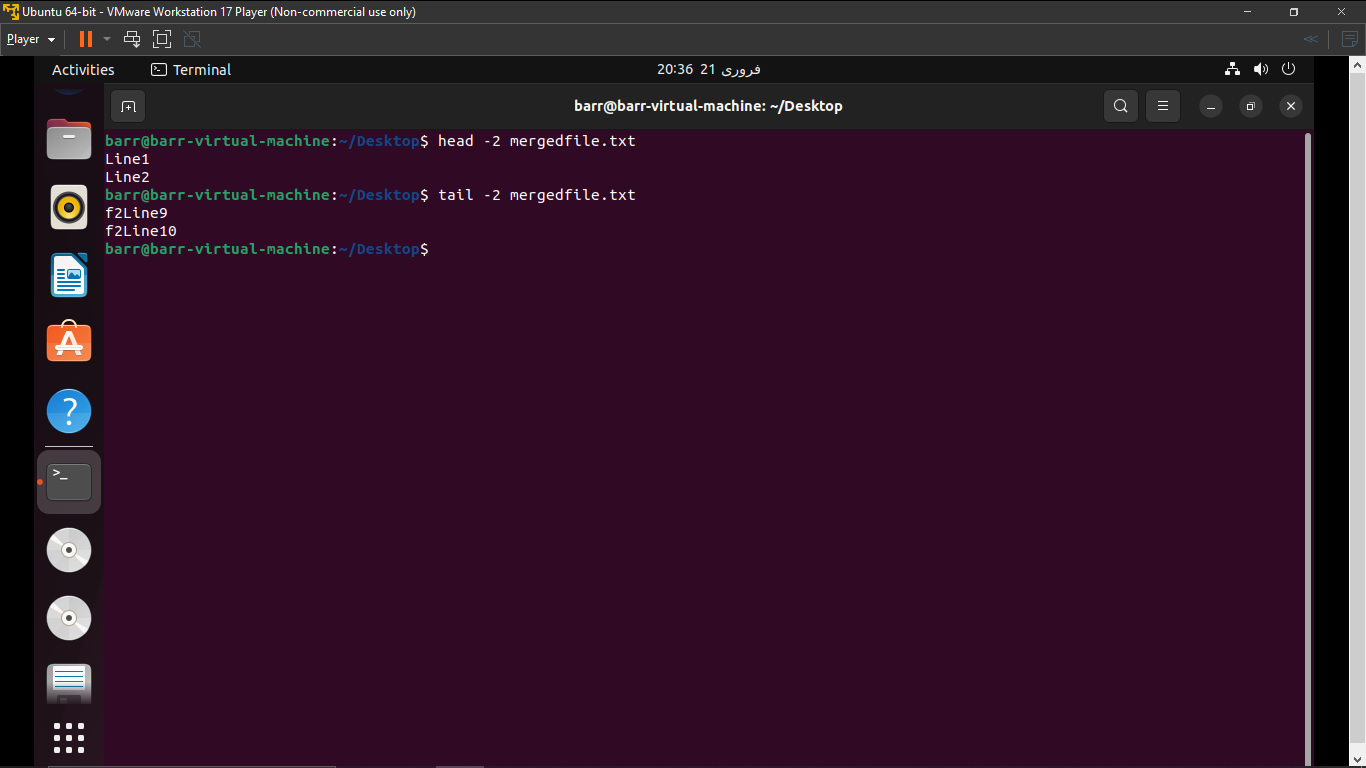 Ubuntu 64-bit - VMware Workstation 17 Player (Non-commercial use only)
Player
Activities
Terminal
20:36 21 فروری
barr@barr-virtual-machine: ~/Desktop
barr@barr-virtual-machine:~/Desktop$ head -2 mergedfile.txt
Line1
Line2
barr@barr-virtual-machine:~/Desktop$ tail -2 mergedfile.txt
f2Line9
f2Line10
barr@barr-virtual-machine:~/Desktop$